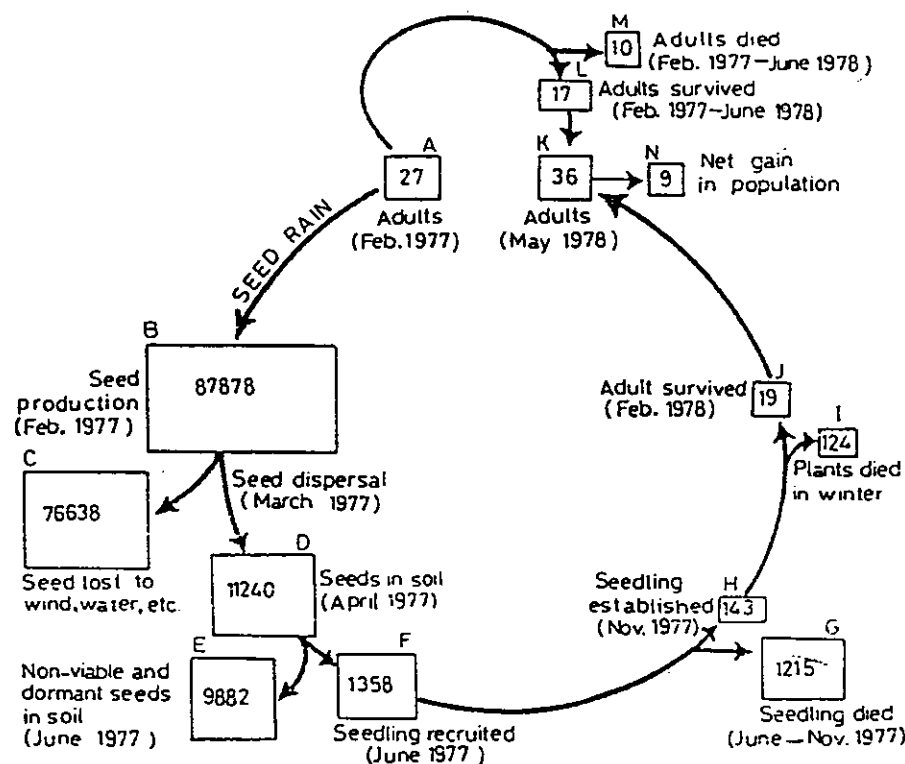 M
10
Adults died
(Feb. 1977–June 1978)
L
17
Adults survived
(Feb. 1977–June 1978)
A
27
Adults
(Feb. 1977)
K
36
Adults
(May 1978)
N
9
Net gain
in population
SEED RAIN
B
87878
Seed
production
(Feb. 1977)
C
76638
Seed lost to
wind, water, etc.
Seed dispersal
(March 1977)
D
11240
Seeds in soil
(April 1977)
E
9882
Non-viable and
dormant seeds
in soil
(June 1977)
F
1358
Seedling recruited
(June 1977)
G
1215
Seedling died
(June–Nov. 1977)
H
143
Seedling
established
(Nov. 1977)
I
124
Plants died
in winter
J
19
Adult survived
(Feb. 1978)